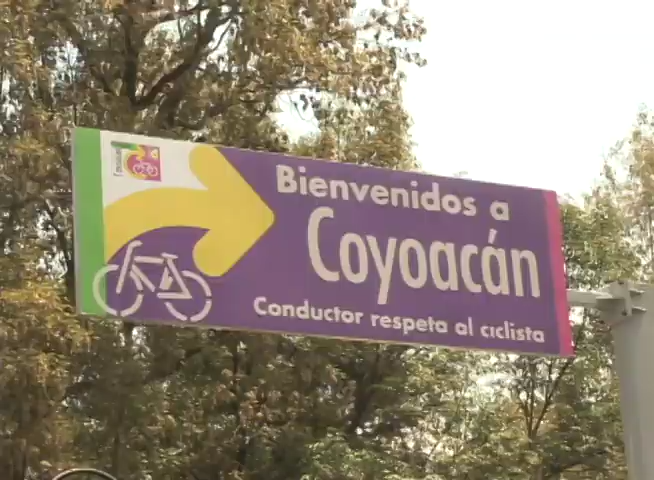 Bienvenidos a
Coyoacán
Conductor respeta al ciclista